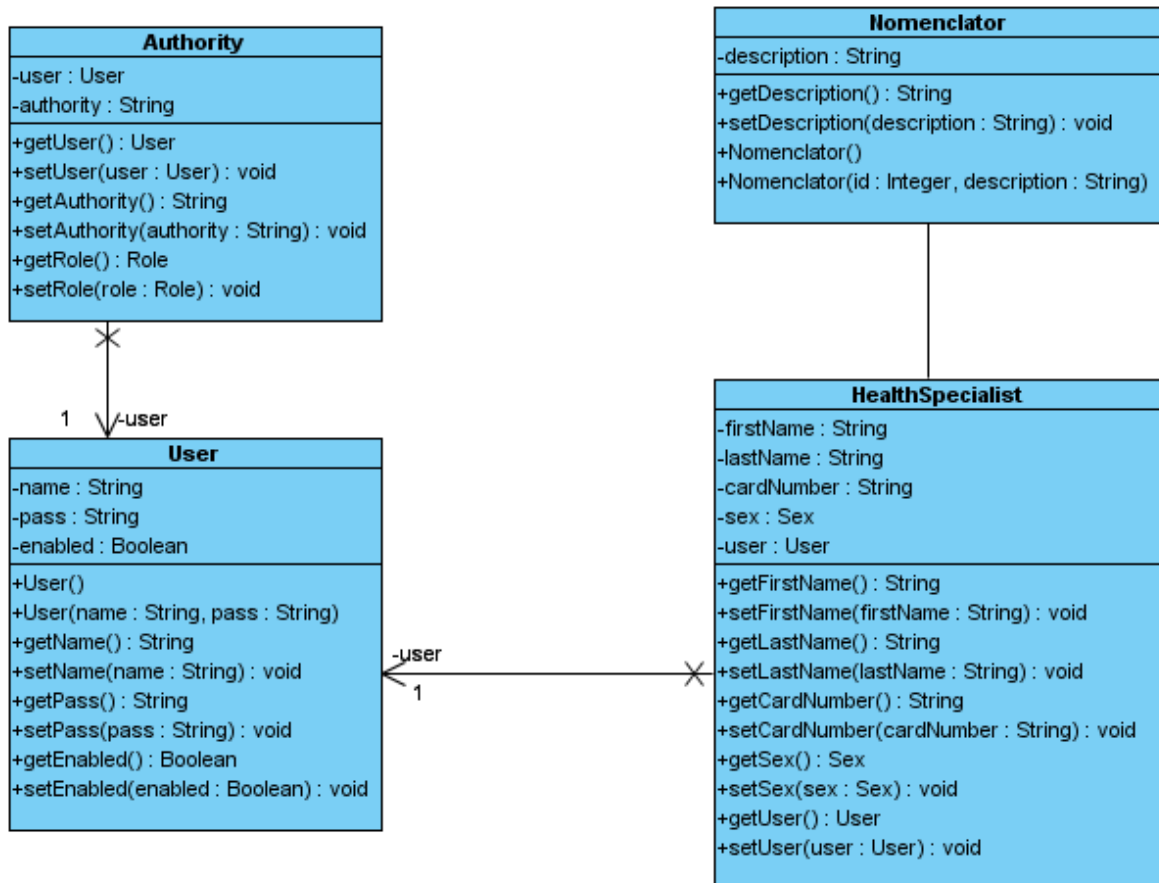 Authority
-user : User
-authority : String
+getUser() : User
+setUser(user : User) : void
+getAuthority() : String
+setAuthority(authority : String) : void
+getRole() : Role
+setRole(role : Role) : void
Nomenclator
-description : String
+getDescription() : String
+setDescription(description : String) : void
+Nomenclator()
+Nomenclator(id : Integer, description : String)
1
-user
User
-name : String
-pass : String
-enabled : Boolean
+User()
+User(name : String, pass : String)
+getName() : String
+setName(name : String) : void
+getPass() : String
+setPass(pass : String) : void
+getEnabled() : Boolean
+setEnabled(enabled : Boolean) : void
-user
1
HealthSpecialist
-firstName : String
-lastName : String
-cardNumber : String
-sex : Sex
-user : User
+getFirstName() : String
+setFirstName(firstName : String) : void
+getLastName() : String
+setLastName(lastName : String) : void
+getCardNumber() : String
+setCardNumber(cardNumber : String) : void
+getSex() : Sex
+setSex(sex : Sex) : void
+getUser() : User
+setUser(user : User) : void